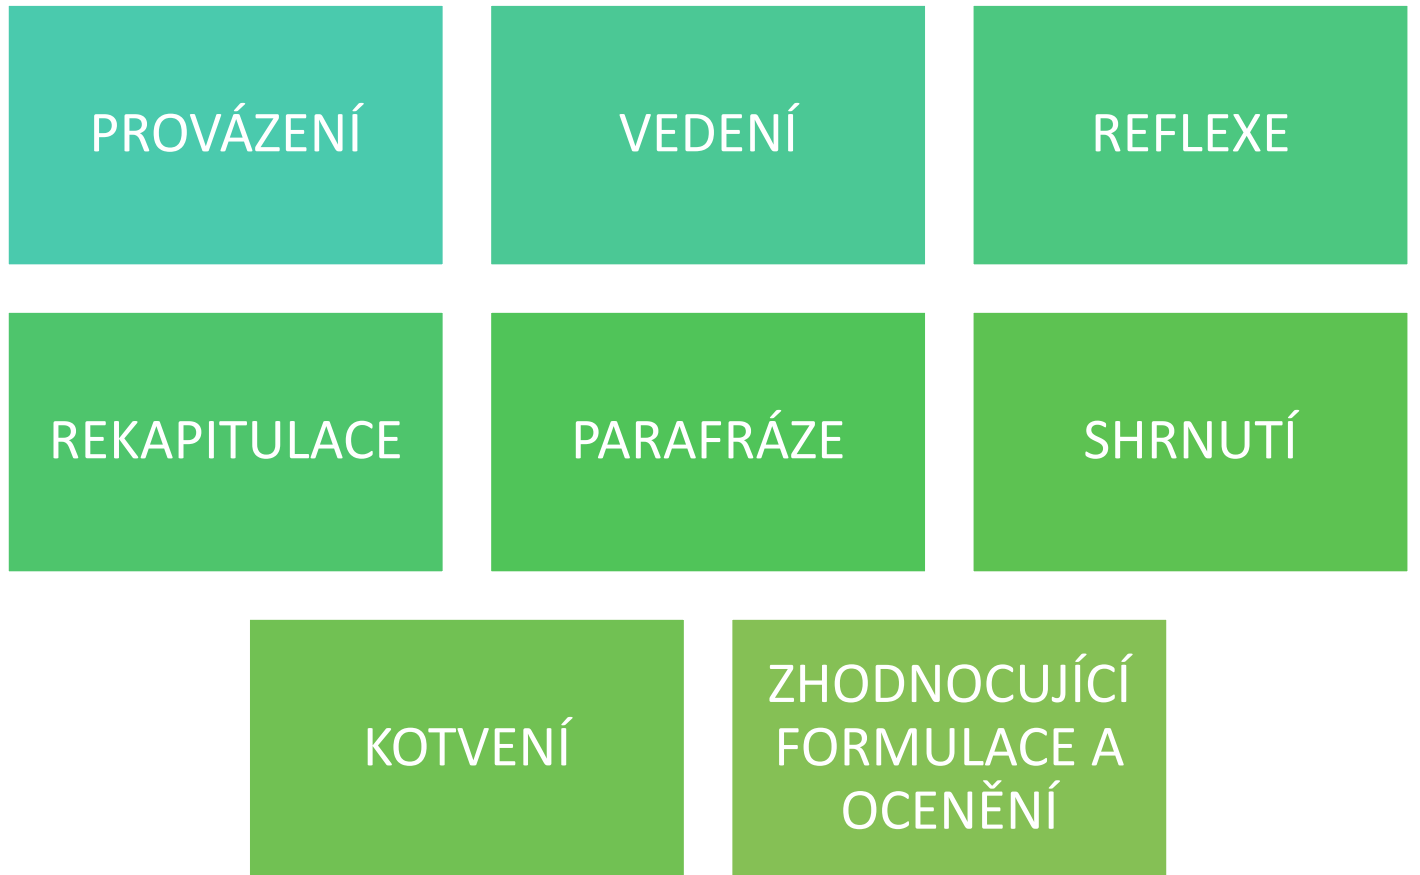 PROVÁZENÍ
VEDENÍ
REFLEXE
REKAPITULACE
PARAFRÁZE
SHRNUTÍ
KOTVENÍ
ZHODNOCUJÍCÍ
FORMULACE A
OCENĚNÍ